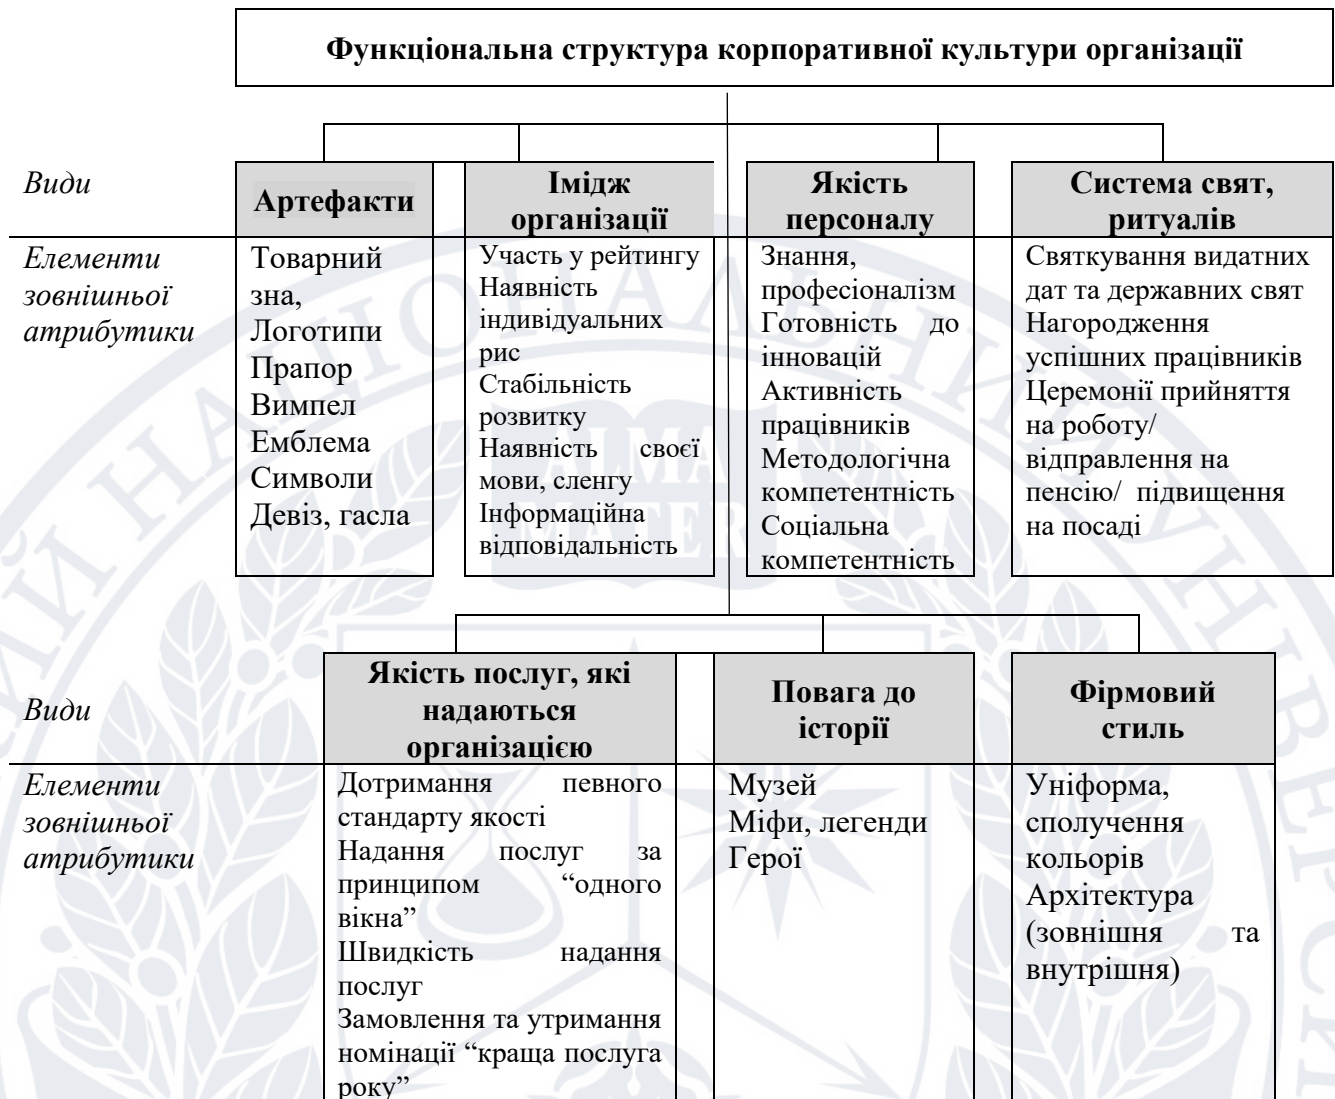 Функціональна структура корпоративної культури організації
Види
Артефакти
Імідж
організації
Якість
персоналу
Система свят,
ритуалів
Елементи
зовнішньої
атрибутики
Товарний
зна,
Логотипи
Прапор
Вимпел
Емблема
Символи
Девіз, гасла
Участь у рейтингу
Наявність
індивідуальних
рис
Стабільність
розвитку
Наявність своєї
мови, сленгу
Інформаційна
відповідальність
Знання,
професіоналізм
Готовність до
інновацій
Активність
працівників
Методологічна
компетентність
Соціальна
компетентність
Святкування видатних
дат та державних свят
Нагородження
успішних працівників
Церемонії прийняття
на роботу/
відправлення на
пенсію/ підвищення
на посаді
Види
Якість послуг, які
надаються
організацією
Повага до
історії
Фірмовий
стиль
Елементи
зовнішньої
атрибутики
Дотримання певного
стандарту якості
Надання послуг за
принципом “одного
вікна”
Швидкість надання
послуг
Замовлення та утримання
номінації “краща послуга
року”
Музей
Міфи, легенди
Герої
Уніформа,
сполучення
кольорів
Архітектура
(зовнішня та
внутрішня)
ALMA
MATER